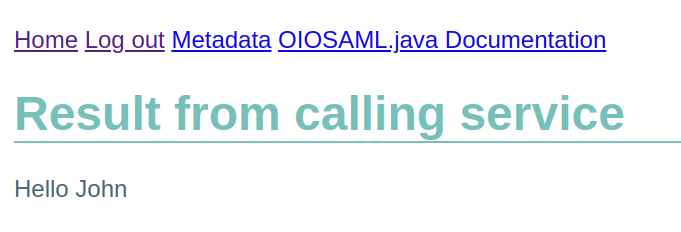 Home Log out Metadata OIOSAML.java Documentation
Result from calling service
Hello John